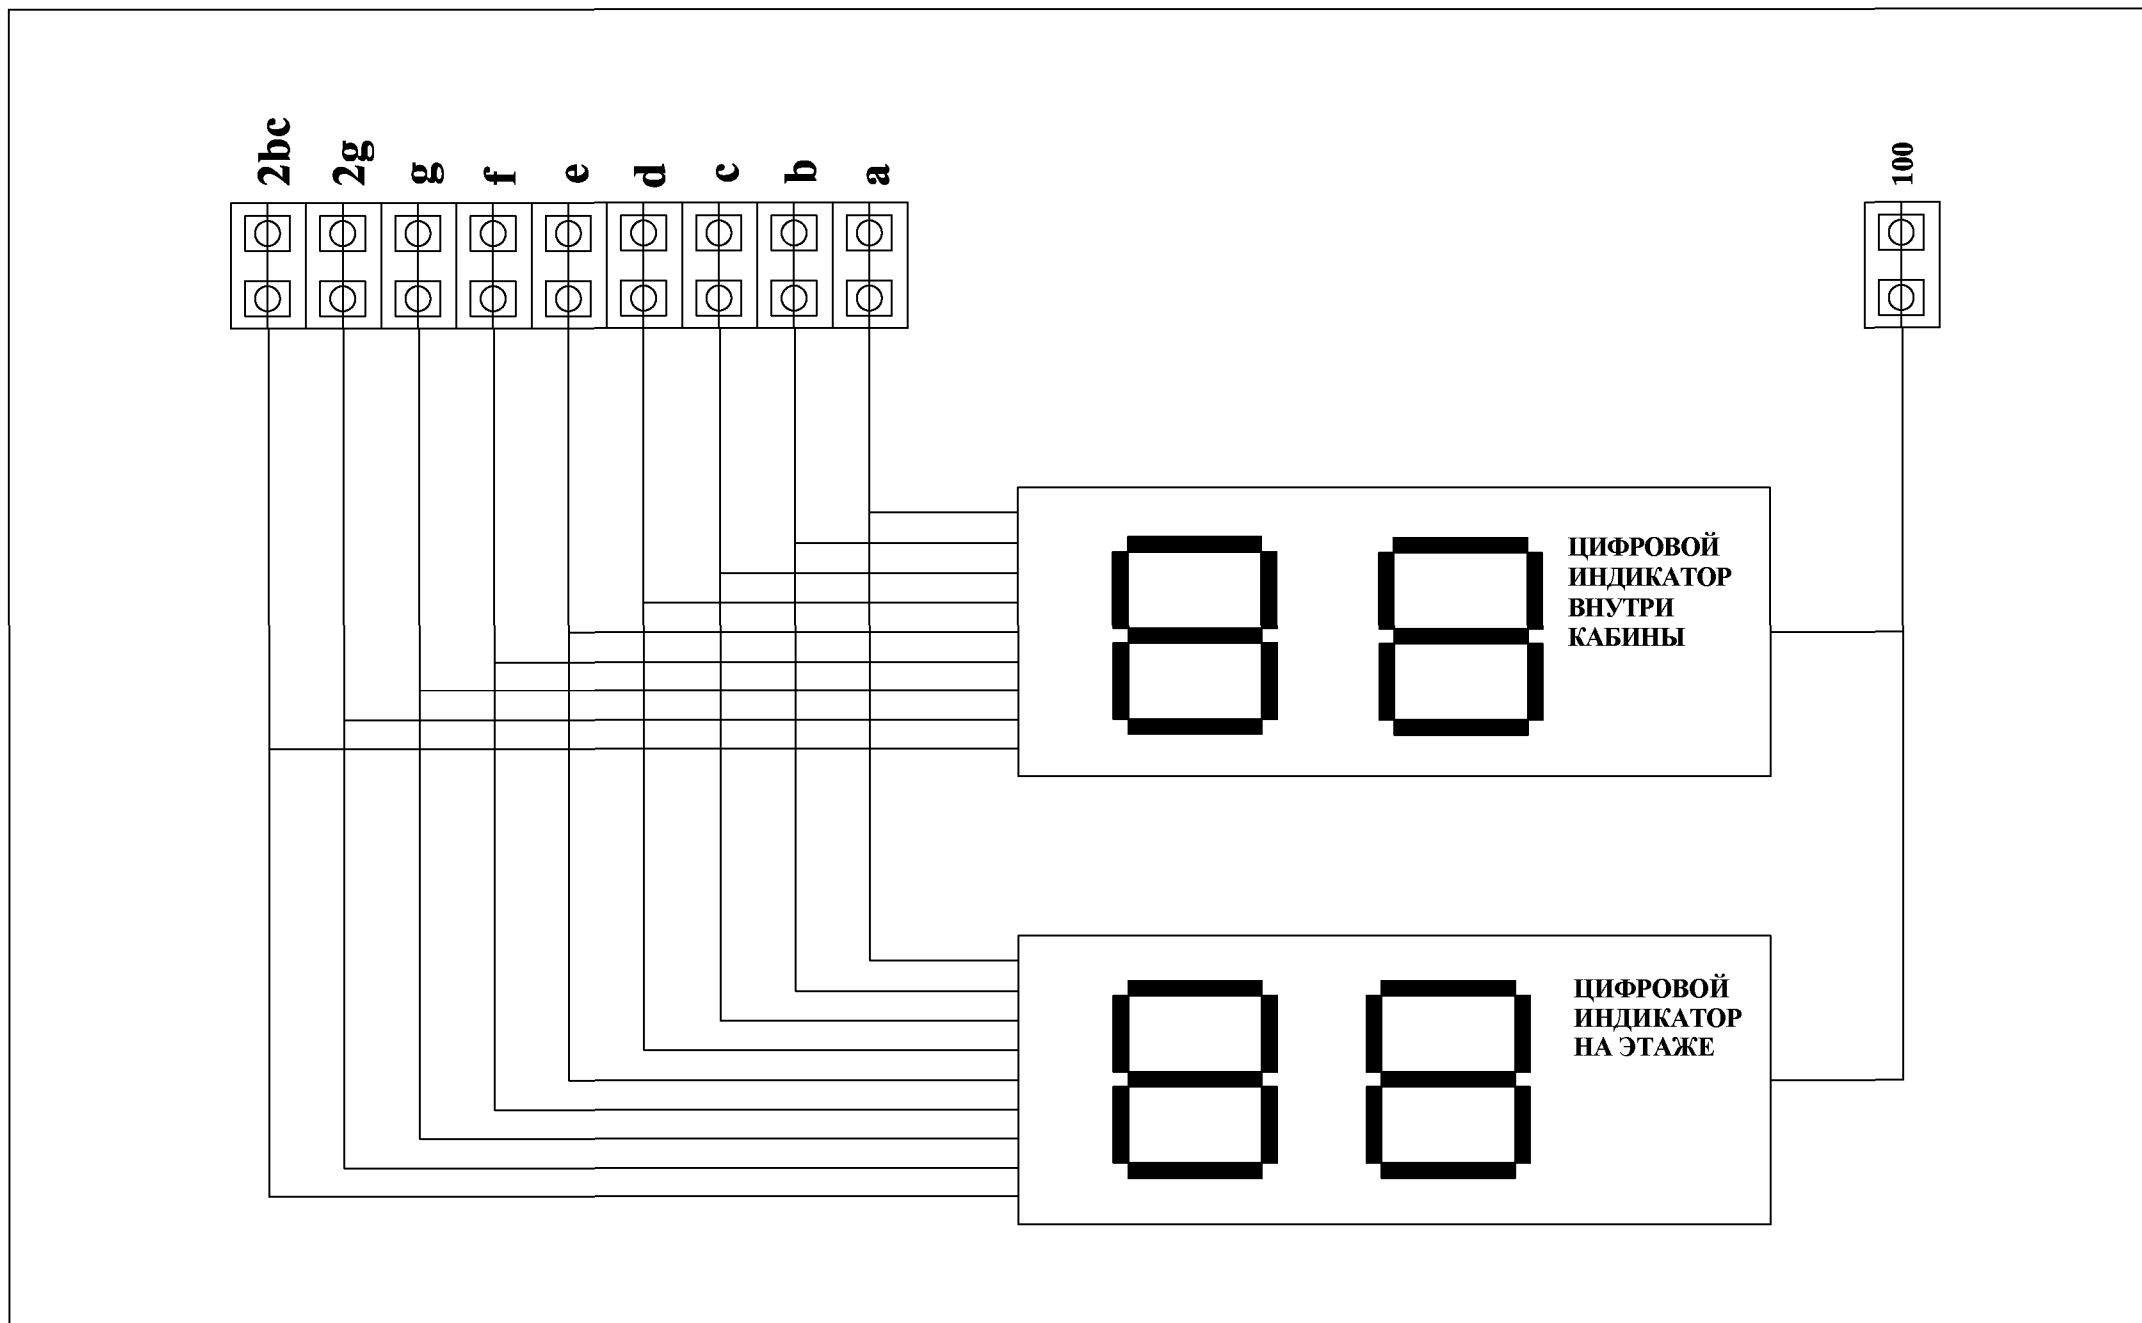 2bc
2g
g
f
e
d
c
b
a
100
ЦИФРОВОЙ
ИНДИКАТОР
ВНУТРИ
КАБИНЫ
ЦИФРОВОЙ
ИНДИКАТОР
НА ЭТАЖЕ